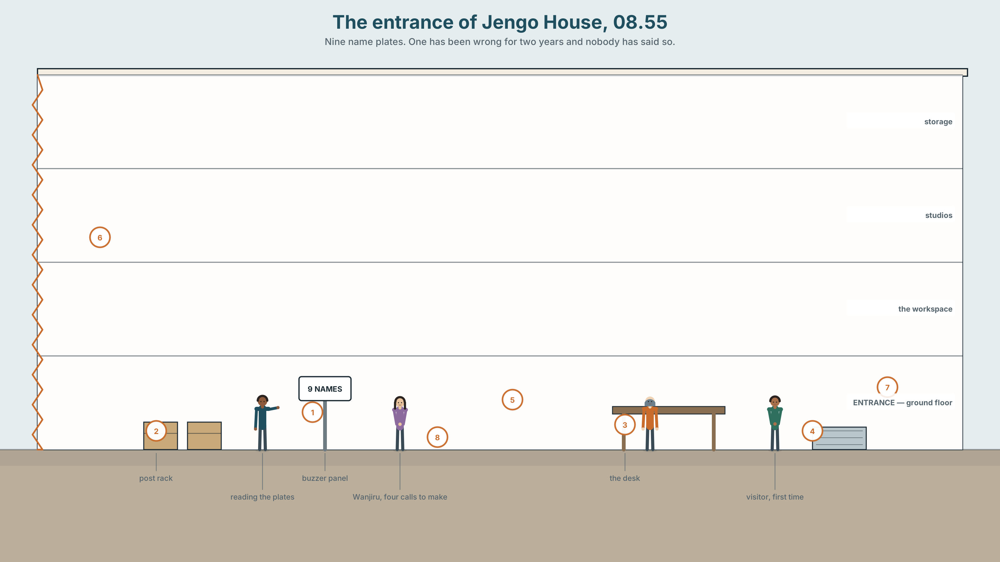 The entrance of Jengo House, 08.55
Nine name plates. One has been wrong for two years and nobody has said so.
storage
studios
6
the workspace
9 NAMES
7
5
ENTRANCE — ground floor
1
3
2
4
8
post rack
buzzer panel
the desk
reading the plates
Wanjiru, four calls to make
visitor, first time